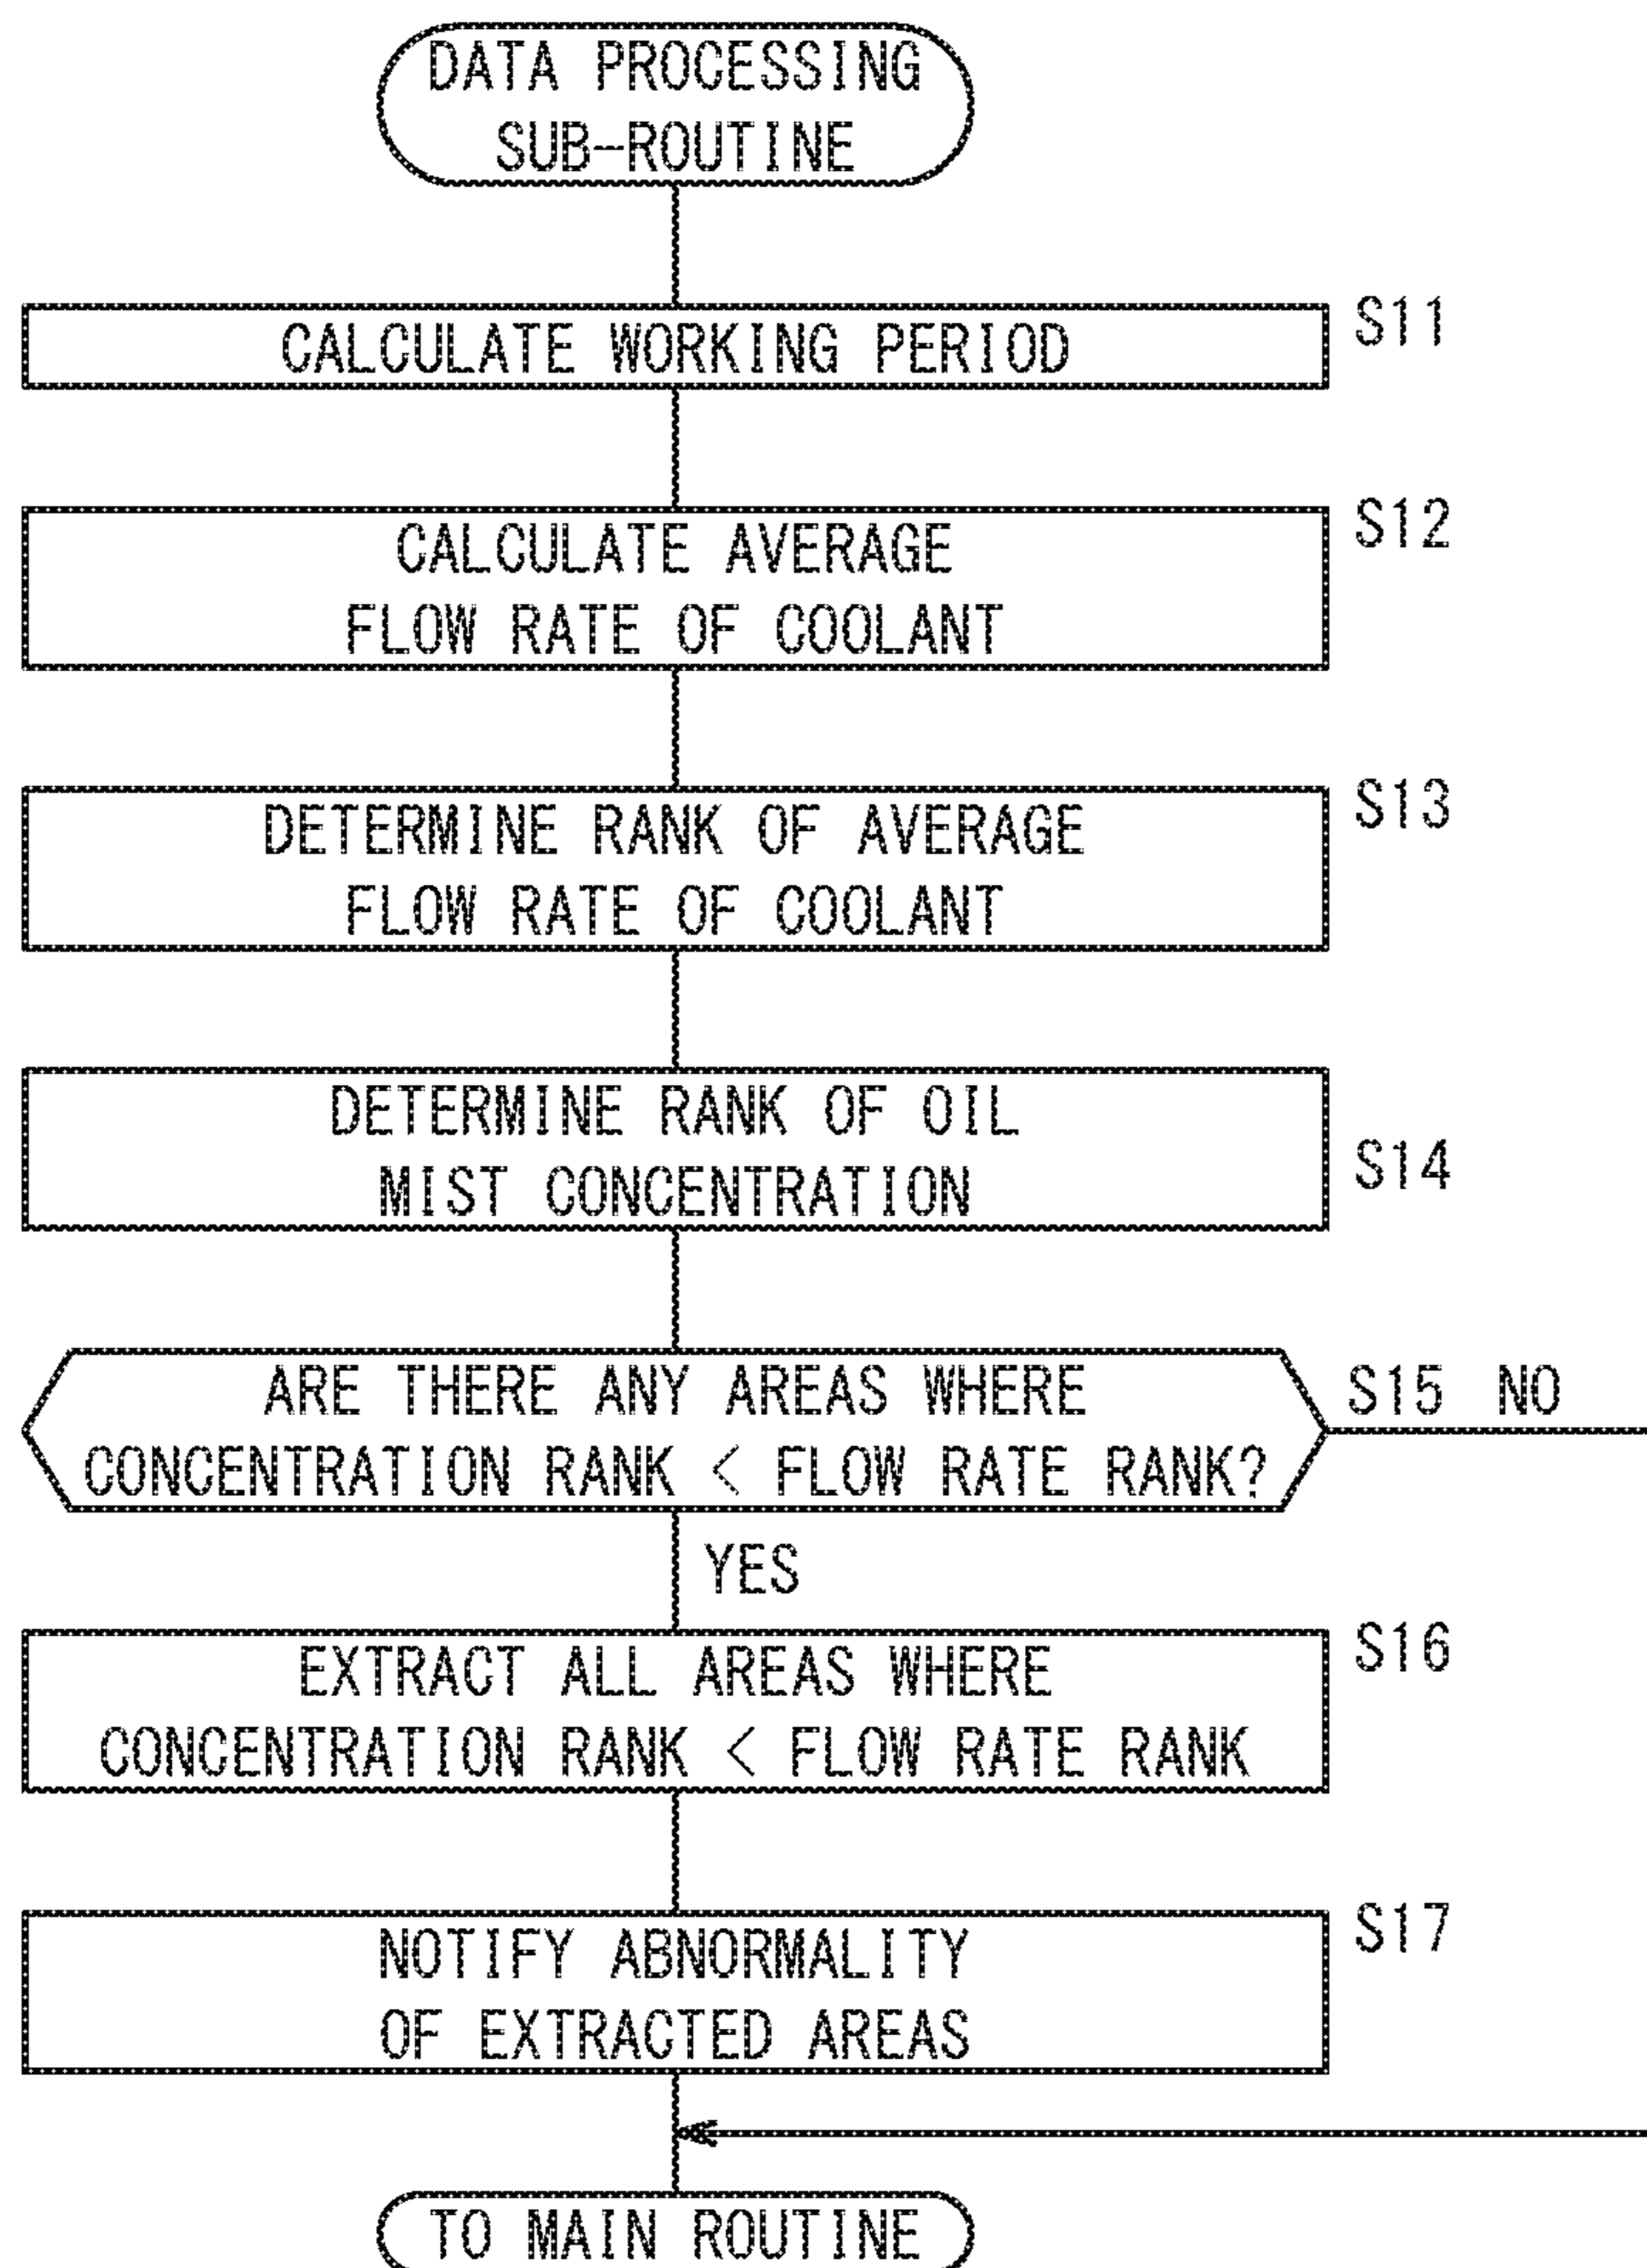 DATA PROCESSING
SUB-ROUTINE
CALCULATE WORKING PERIOD
S11
CALCULATE AVERAGE
FLOW RATE OF COOLANT
S12
DETERMINE RANK OF AVERAGE
FLOW RATE OF COOLANT
S13
DETERMINE RANK OF OIL
MIST CONCENTRATION
S14
ARE THERE ANY AREAS WHERE
CONCENTRATION RANK < FLOW RATE RANK?
S15 NO
YES
EXTRACT ALL AREAS WHERE
CONCENTRATION RANK < FLOW RATE RANK
S16
NOTIFY ABNORMALITY
OF EXTRACTED AREAS
S17
TO MAIN ROUTINE